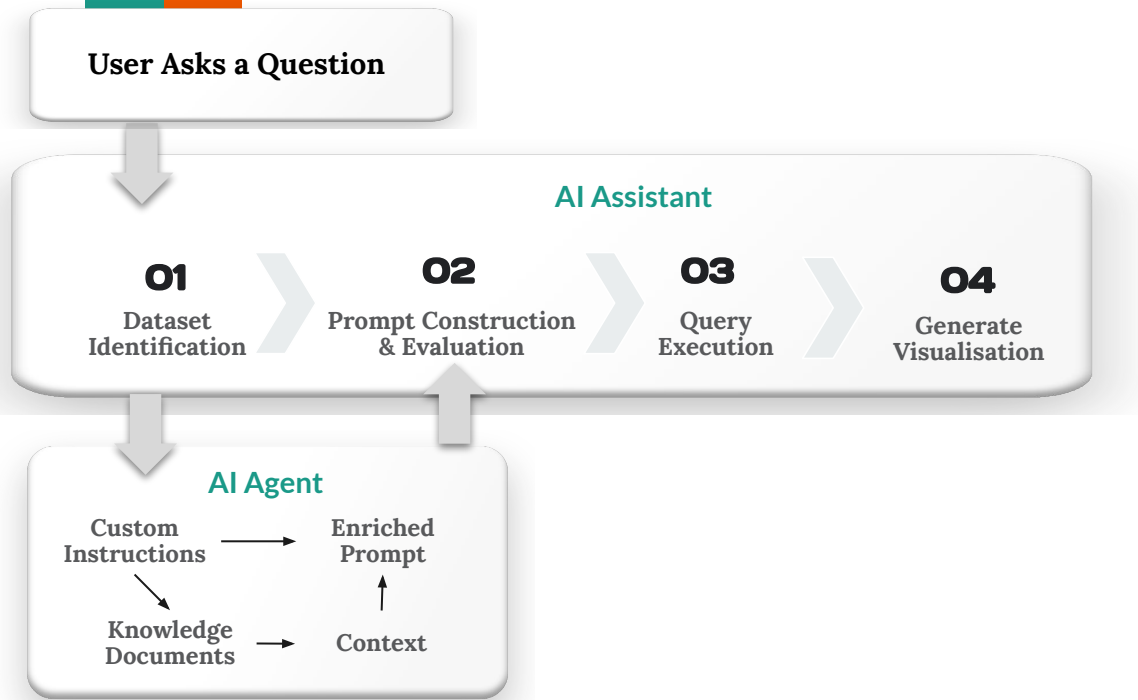 User Asks a Question
AI Assistant
01
Dataset
Identification
02
Prompt Construction
& Evaluation
03
Query
Execution
04
Generate
Visualisation
AI Agent
Custom
Instructions
Enriched
Prompt
Knowledge
Documents
Context